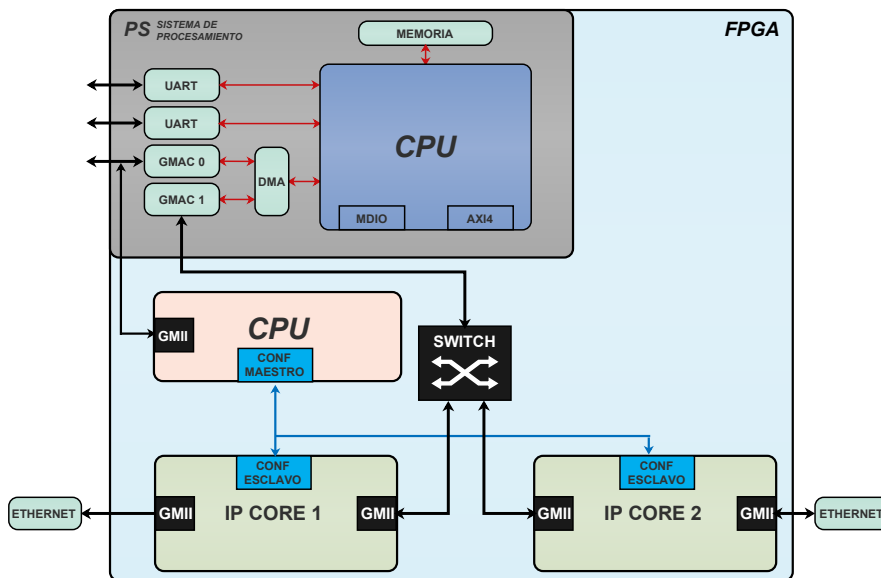 PS SISTEMA DE
PROCESAMIENTO
FPGA
MEMORIA
UART
UART
GMAC 0
GMAC 1
DMA
CPU
MDIO
AXI4
GMII
CPU
CONF
MAESTRO
SWITCH
CONF
ESCLAVO
CONF
ESCLAVO
ETHERNET
GMII
IP CORE 1
GMII
GMII
IP CORE 2
GMII
ETHERNET